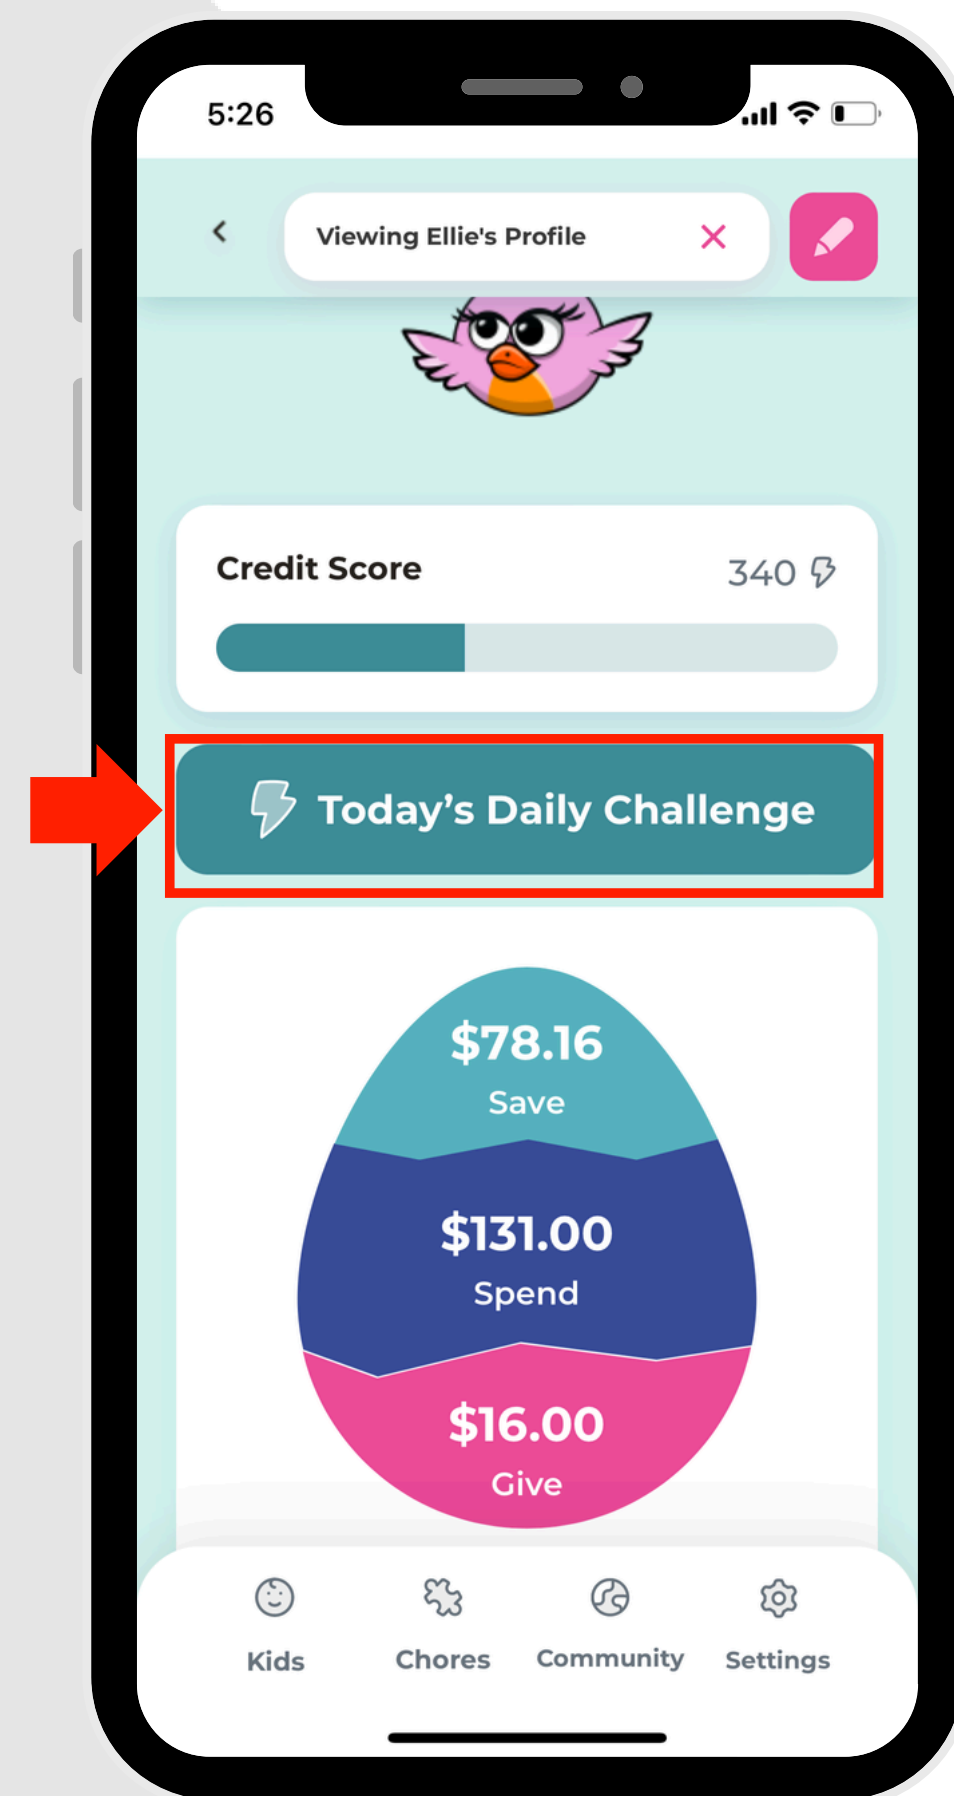 5:26
Viewing Ellie's Profile
Credit Score
340
Today’s Daily Challenge
$78.16
Save
$131.00
Spend
$16.00
Give
Kids
Chores
Community
Settings